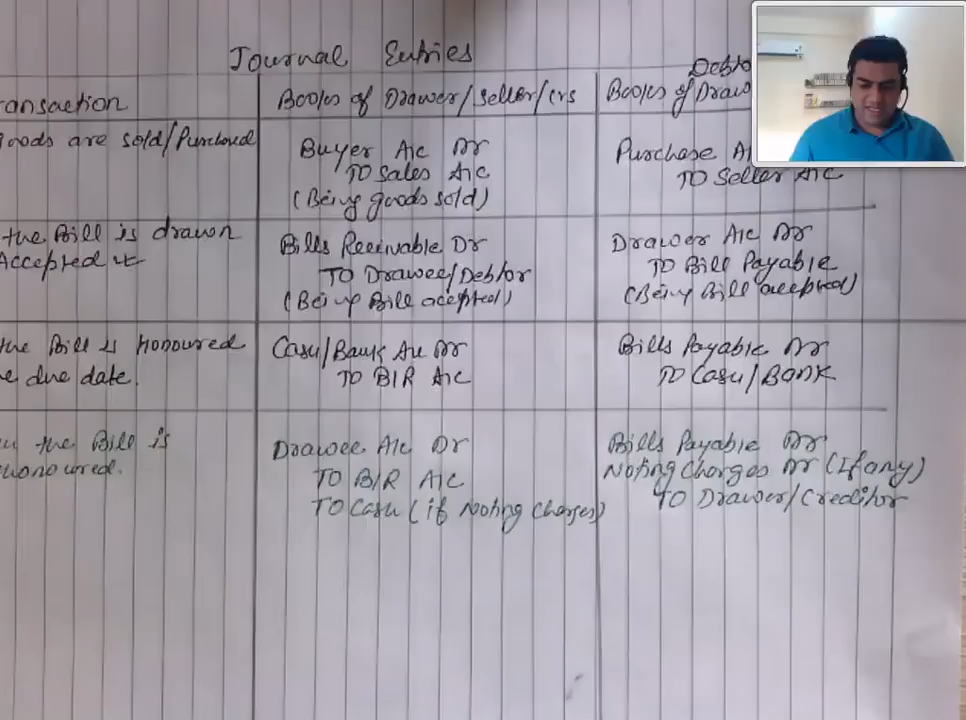 Journal Entries
Debto
ansaction
Books of Drawer/Seller/Crs
Books of Draw
Goods are sold/Purchased
Buyer A/c Dr
TO Sales A/c
(Being goods sold)
Purchase A
TO Seller A/c
the Bill is drawn
Accepted it
Bills Receivable Dr
TO Drawee/Debtor
(Being Bill accepted)
Drawer A/c Dr
TO Bill Payable
(Being Bill accepted)
the Bill is honoured
e due date.
Cash/Bank A/c Dr
TO B/R A/c
Bills Payable Dr
TO Cash/Bank
the Bill is
honoured.
Drawee A/c Dr
TO B/R A/c
TO Cash (if Noting Charges)
Bills Payable Dr
Noting Charges Dr (If any)
TO Drawer/Creditor